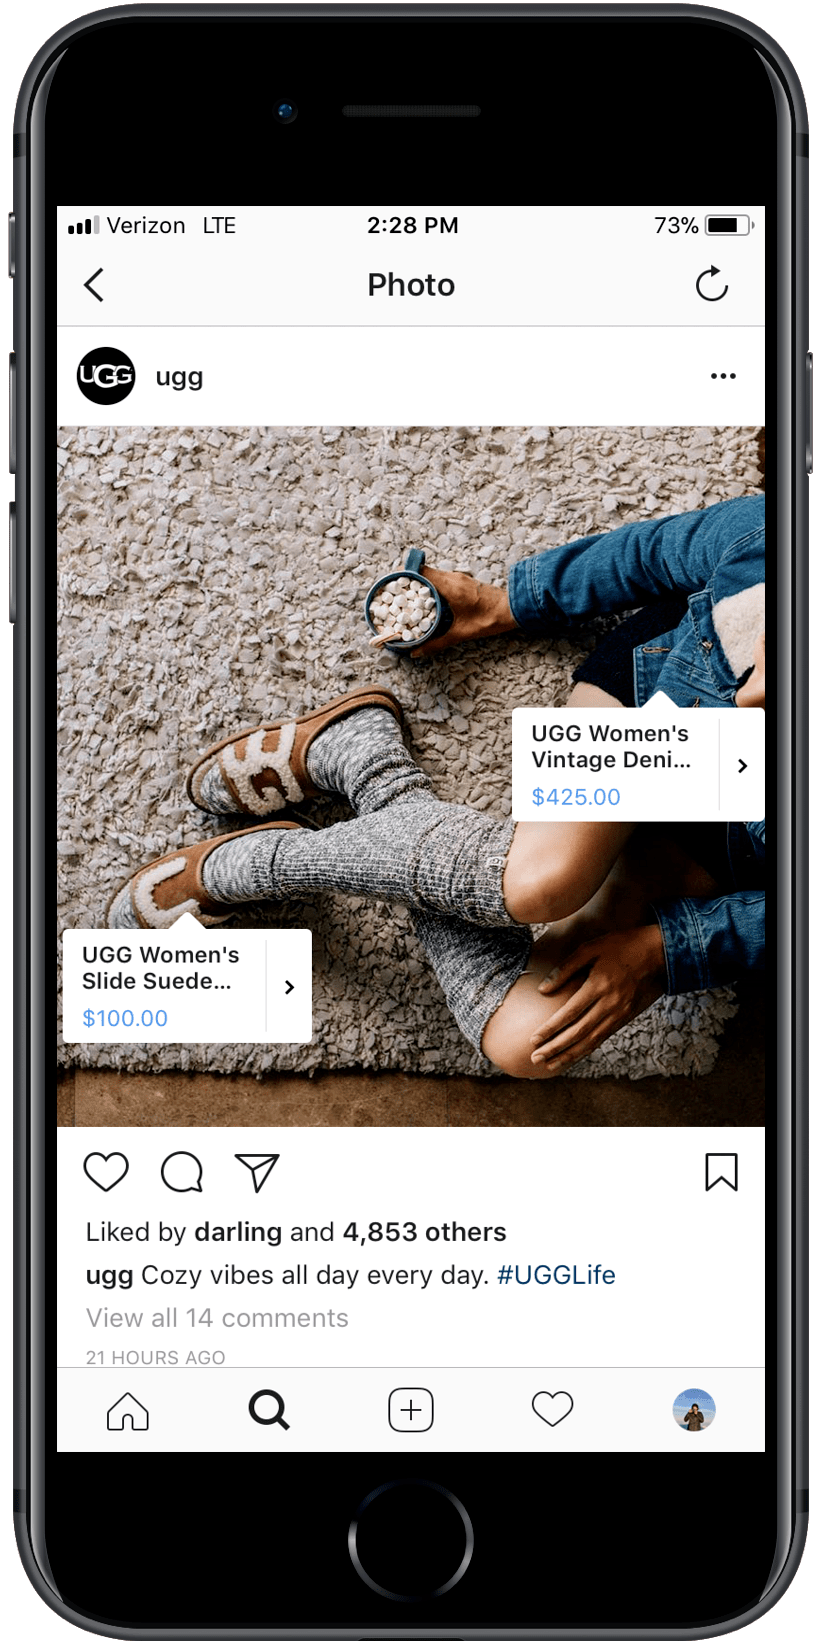 Verizon LTE 2:28 PM 73%
Photo
UGG ugg
UGG Women's
Vintage Deni...
$425.00
UGG Women's
Slide Suede...
$100.00
Liked by darling and 4,853 others
ugg Cozy vibes all day every day. #UGGLife
View all 14 comments
21 HOURS AGO